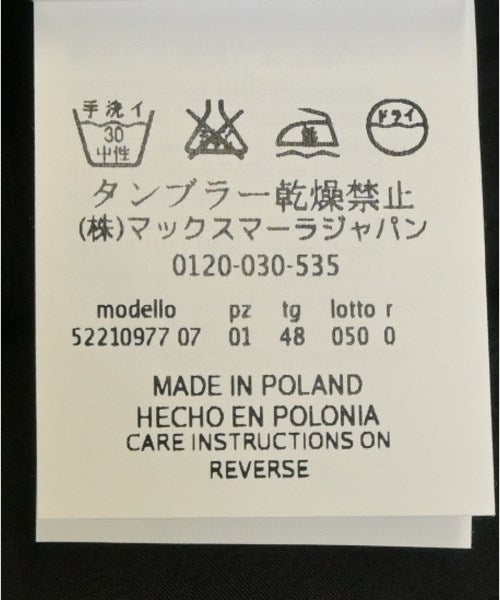 手洗イ
30
中性
低
ドライ
タンブラー乾燥禁止
(株)マックスマーラジャパン
0120-030-535
modello pz tg lotto r
52210977 07 01 48 050 0
MADE IN POLAND
HECHO EN POLONIA
CARE INSTRUCTIONS ON
REVERSE